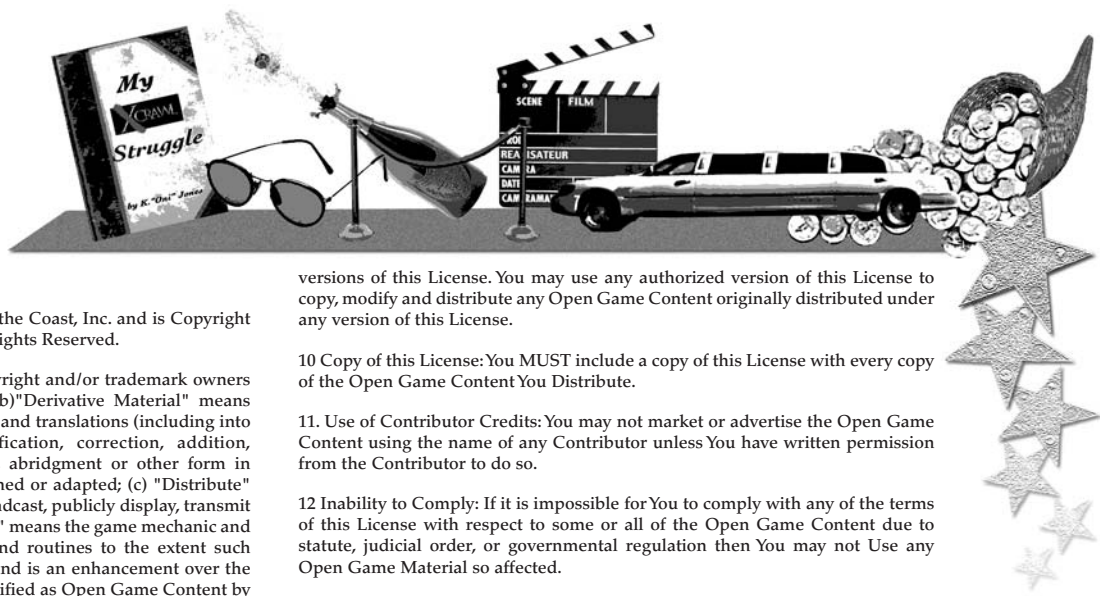 My
XCRAWL
Struggle
by K."Oni" Jones
SCENE FILM
REALISATEUR
CAMERA
DATE
the Coast, Inc. and is Copyright
ights Reserved.
yright and/or trademark owners
b)"Derivative Material" means
and translations (including into
fication, correction, addition,
abridgment or other form in
ned or adapted; (c) "Distribute"
adcast, publicly display, transmit
" means the game mechanic and
nd routines to the extent such
nd is an enhancement over the
ified as Open Game Content by
versions of this License. You may use any authorized version of this License to
copy, modify and distribute any Open Game Content originally distributed under
any version of this License.
10 Copy of this License: You MUST include a copy of this License with every copy
of the Open Game Content You Distribute.
11. Use of Contributor Credits: You may not market or advertise the Open Game
Content using the name of any Contributor unless You have written permission
from the Contributor to do so.
12 Inability to Comply: If it is impossible for You to comply with any of the terms
of this License with respect to some or all of the Open Game Content due to
statute, judicial order, or governmental regulation then You may not Use any
Open Game Material so affected.